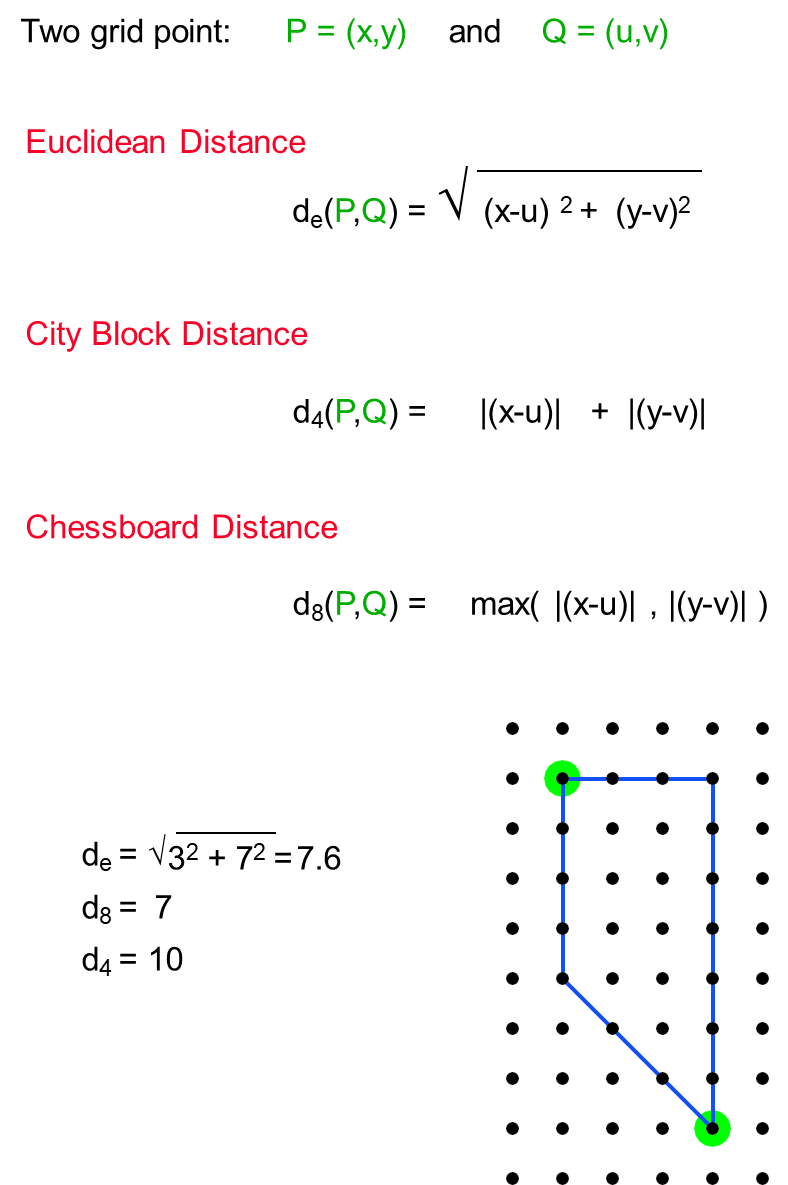 Two grid point: P = (x,y) and Q = (u,v)
Euclidean Distance
dₑ(P,Q) = √(x-u) ² + (y-v)²
City Block Distance
d₄(P,Q) = |(x-u)| + |(y-v)|
Chessboard Distance
d₈(P,Q) = max( |(x-u)| , |(y-v)| )
dₑ = √3² + 7² = 7.6
d₈ = 7
d₄ = 10